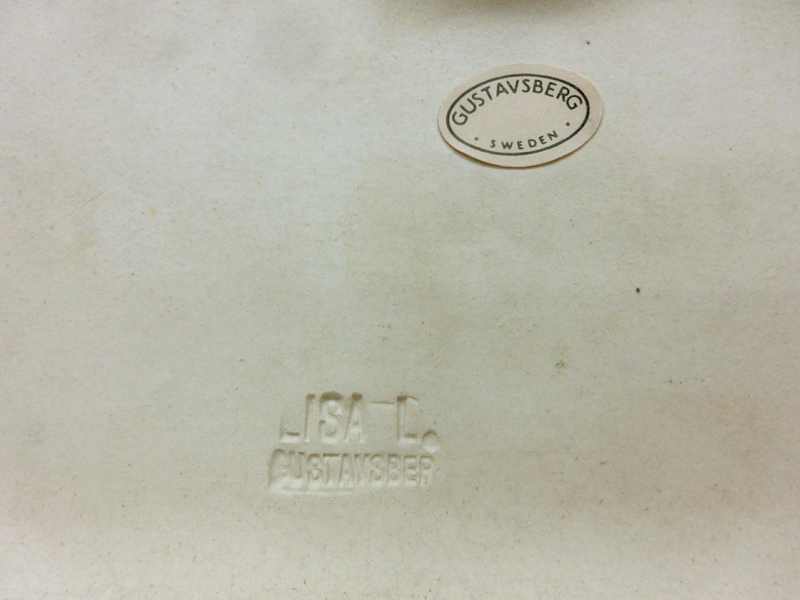 GUSTAVSBERG
· SWEDEN ·
LISA L.
GUSTAVSBER